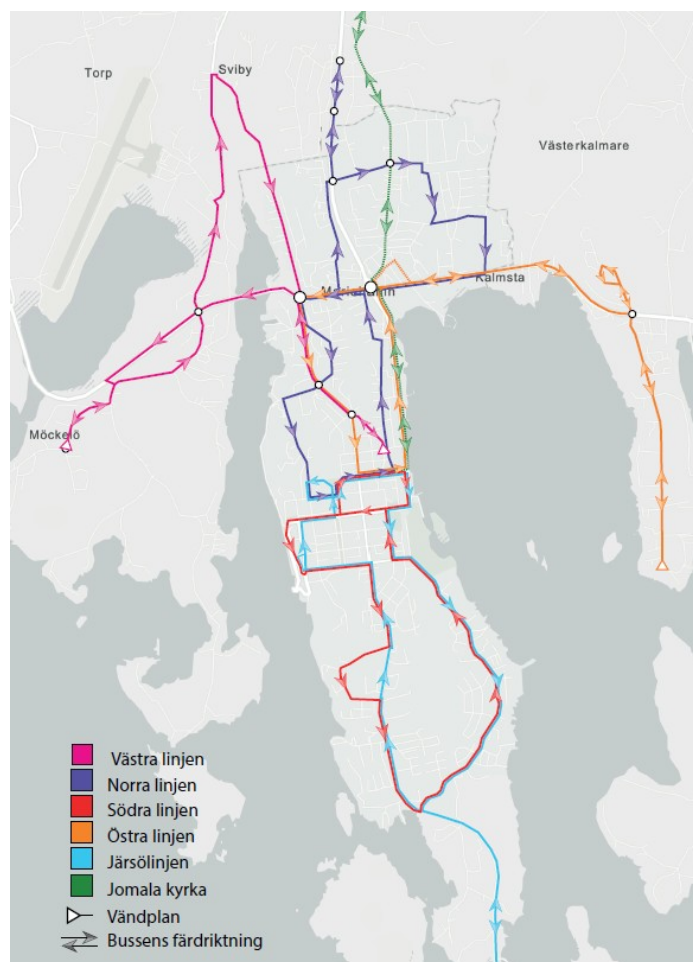 Torp
Sviby
Västerkalmare
Kalmsta
Möckelö
Västra linjen
Norra linjen
Södra linjen
Östra linjen
Järsölinjen
Jomala kyrka
Vändplan
Bussens färdriktning